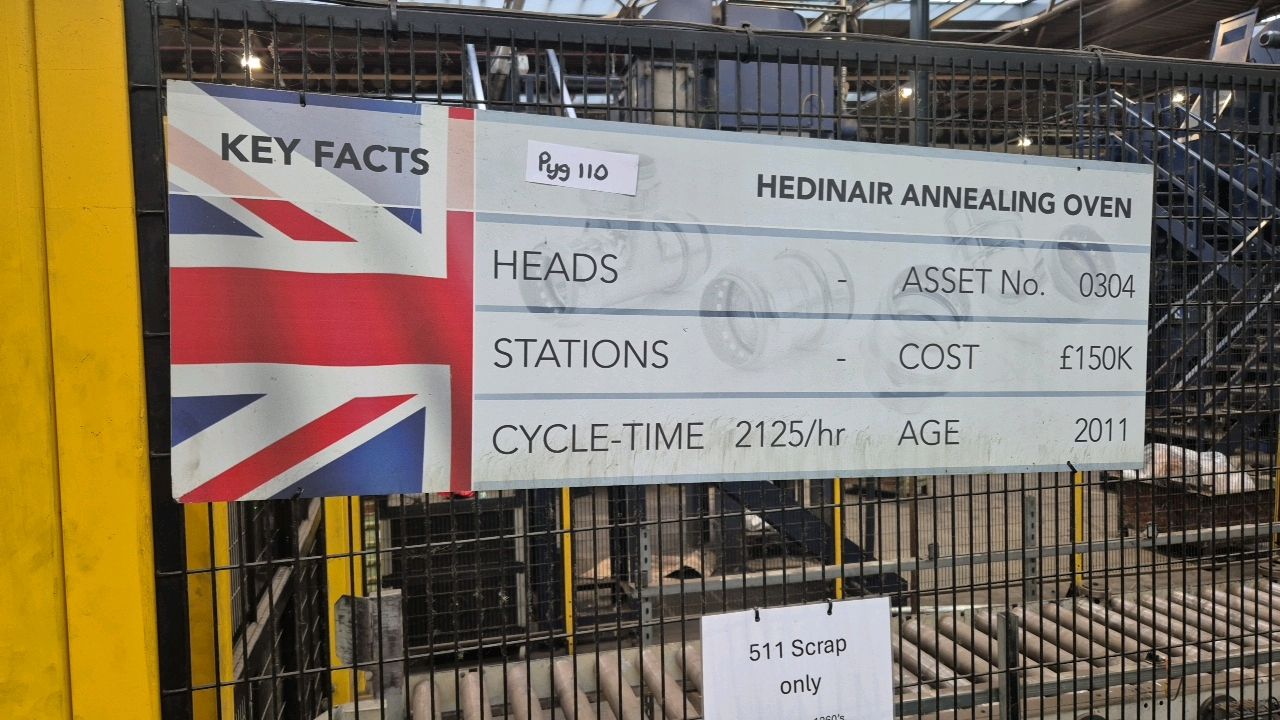 KEY FACTS
Pyg 110
HEDINAIR ANNEALING OVEN
HEADS - ASSET No. 0304
STATIONS - COST £150K
CYCLE-TIME 2125/hr AGE 2011
511 Scrap
only